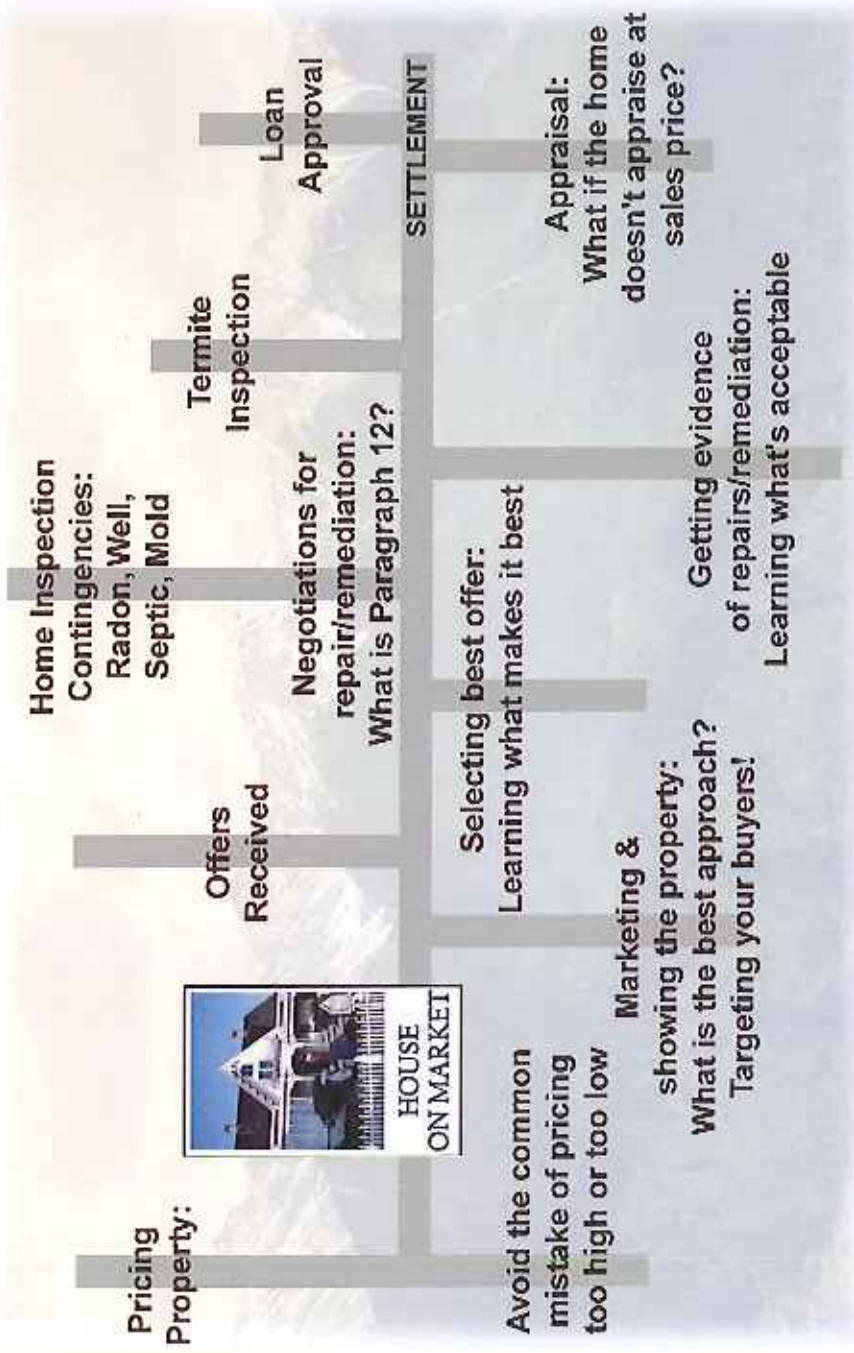 Pricing
Property:
Avoid the common
mistake of pricing
too high or too low
HOUSE
ON MARKET
Marketing &
showing the property:
What is the best approach?
Targeting your buyers!
Offers
Received
Selecting best offer:
Learning what makes it best
Home Inspection
Contingencies:
Radon, Well,
Septic, Mold
Negotiations for
repair/remediation:
What is Paragraph 12?
Getting evidence
of repairs/remediation:
Learning what's acceptable
Termite
Inspection
Appraisal:
What if the home
doesn't appraise at
sales price?
Loan
Approval
SETTLEMENT